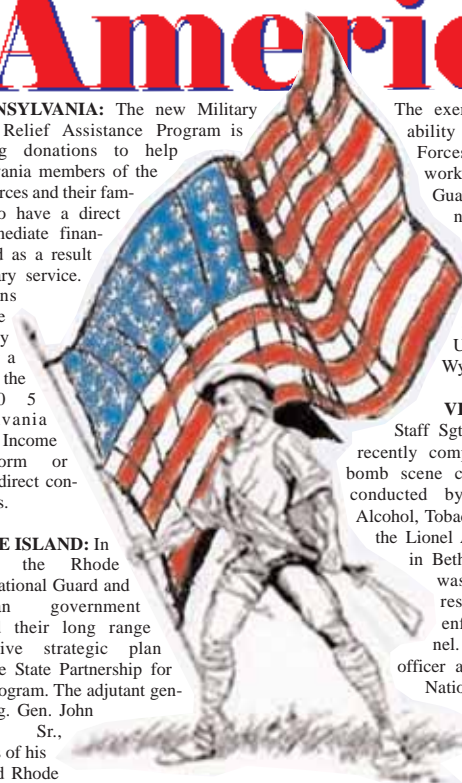 Americ
NSYLVANIA: The new Military
Relief Assistance Program is
g donations to help
vania members of the
rces and their fam-
o have a direct
mediate finan-
d as a result
ary service.
ns
e
y
a
the
0 5
vania
Income
orm or
direct con-
s.
E ISLAND: In
the Rhode
ational Guard and
an government
d their long range
ive strategic plan
e State Partnership for
ogram. The adjutant gen-
g. Gen. John
Sr.,
s of his
d Rhode
The exer
ability
Forces
work
Gua
n
U
Wy
VI
Staff Sgt
recently comp
bomb scene c
conducted by
Alcohol, Tobac
the Lionel A
in Beth
was
res
enf
nel.
officer a
Natio